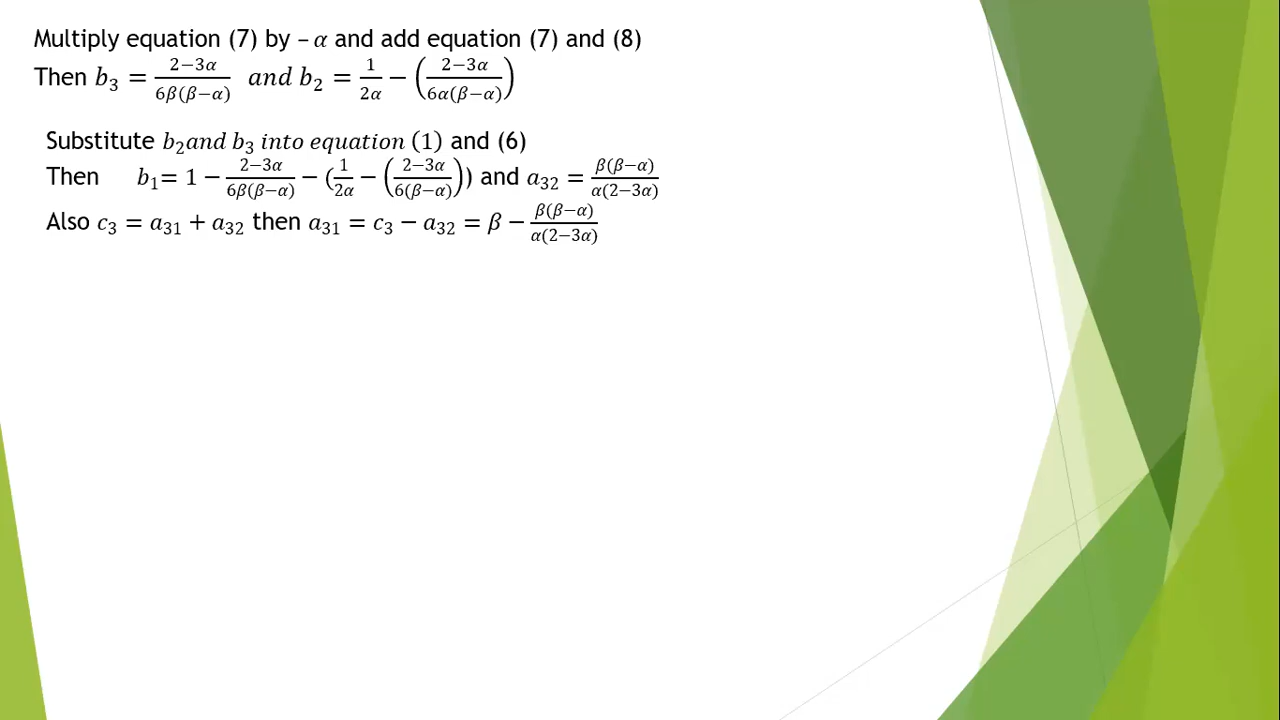 Multiply equation (7) by – α and add equation (7) and (8)
Then b₃ = (2−3α)/(6β(β−α)) and b₂ = 1/(2α) − ((2−3α)/(6α(β−α)))
Substitute b₂and b₃ into equation (1) and (6)
Then b₁= 1 − (2−3α)/(6β(β−α)) − (1/(2α) − ((2−3α)/(6(β−α)))) and a₃₂ = (β(β−α))/(α(2−3α))
Also c₃ = a₃₁ + a₃₂ then a₃₁ = c₃ − a₃₂ = β − (β(β−α))/(α(2−3α))